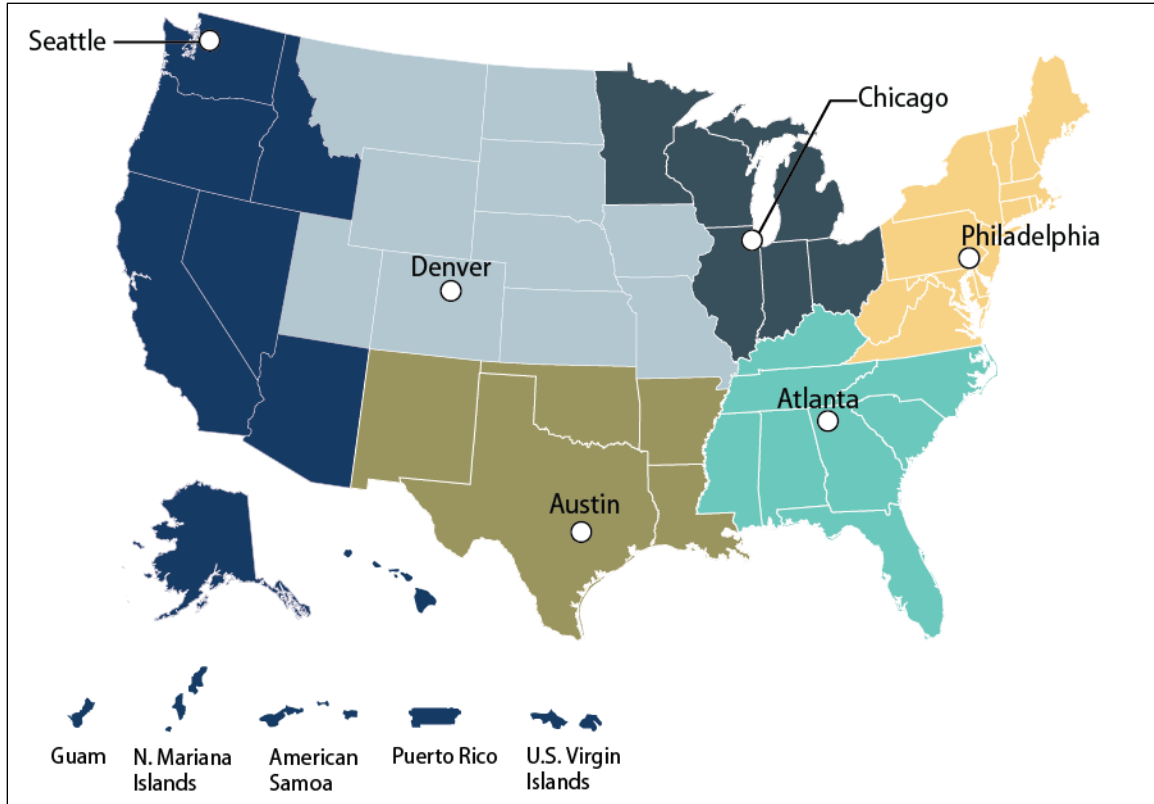 Seattle
Chicago
Philadelphia
Denver
Atlanta
Austin
Guam
N. Mariana
Islands
American
Samoa
Puerto Rico
U.S. Virgin
Islands